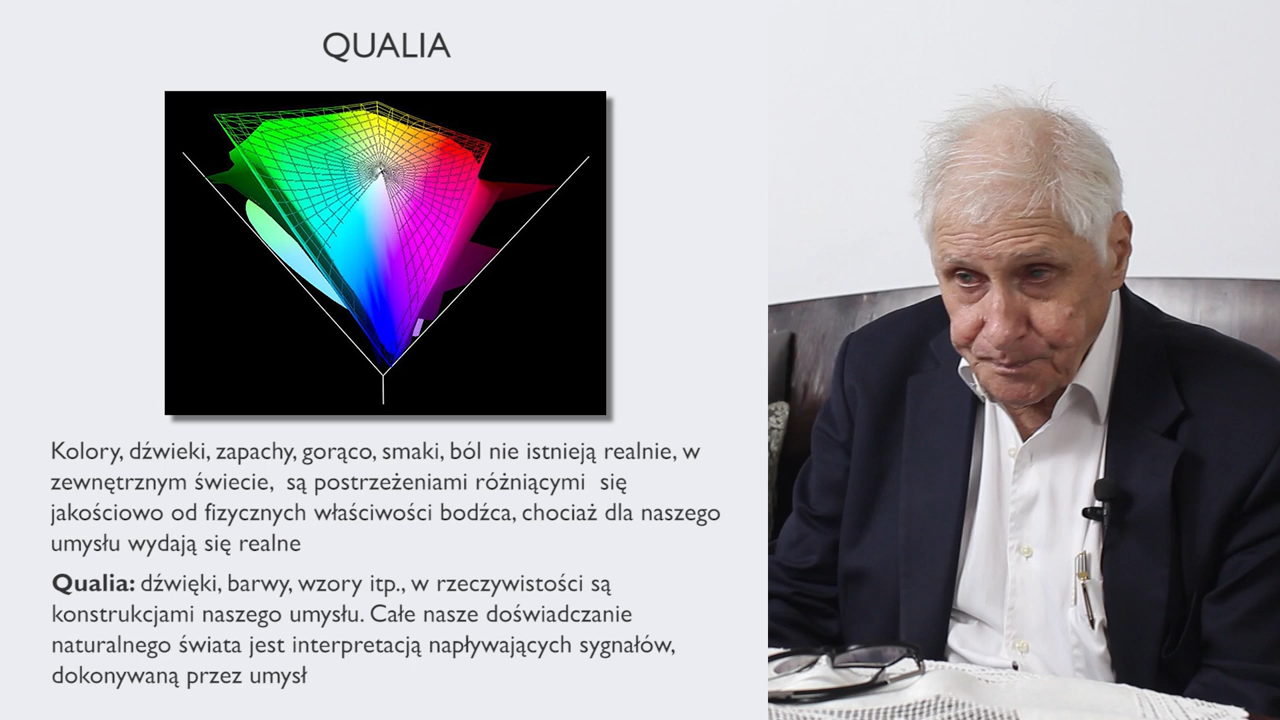 QUALIA
Kolory, dźwieki, zapachy, gorąco, smaki, ból nie istnieją realnie, w
zewnętrznym świecie, są postrzeżeniami różniącymi się
jakościowo od fizycznych właściwości bodźca, chociaż dla naszego
umysłu wydają się realne
Qualia: dźwięki, barwy, wzory itp., w rzeczywistości są
konstrukcjami naszego umysłu. Całe nasze doświadczanie
naturalnego świata jest interpretacją napływających sygnałów,
dokonywaną przez umysł